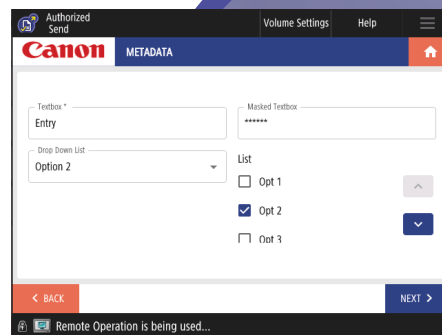 Authorized
Send
Volume Settings
Help
Canon
METADATA
Textbox *
Entry
Masked Textbox
******
Drop Down List
Option 2
List
Opt 1
Opt 2
Opt 3
< BACK
NEXT >
Remote Operation is being used...